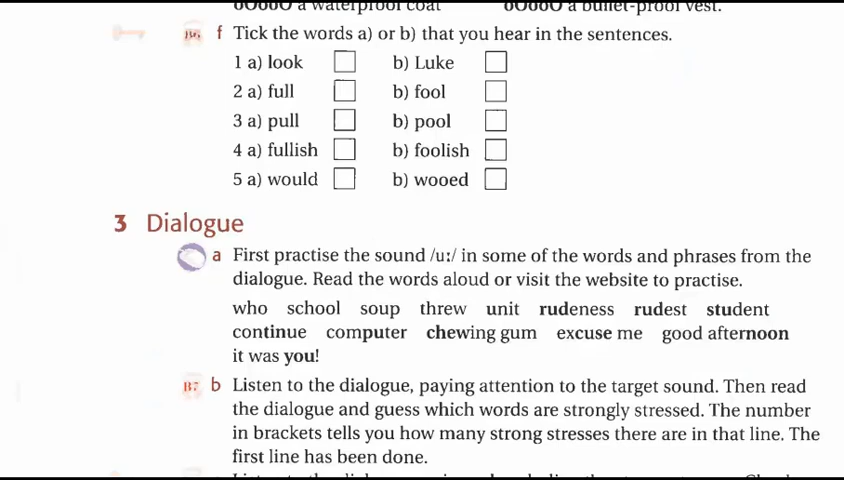 a waterproof coat a bullet-proof vest.
B6 f Tick the words a) or b) that you hear in the sentences.
1 a) look b) Luke
2 a) full b) fool
3 a) pull b) pool
4 a) fullish b) foolish
5 a) would b) wooed
3 Dialogue
a First practise the sound /uː/ in some of the words and phrases from the
dialogue. Read the words aloud or visit the website to practise.
who school soup threw unit rudeness rudest student
continue computer chewing gum excuse me good afternoon
it was you!
B7 b Listen to the dialogue, paying attention to the target sound. Then read
the dialogue and guess which words are strongly stressed. The number
in brackets tells you how many strong stresses there are in that line. The
first line has been done.